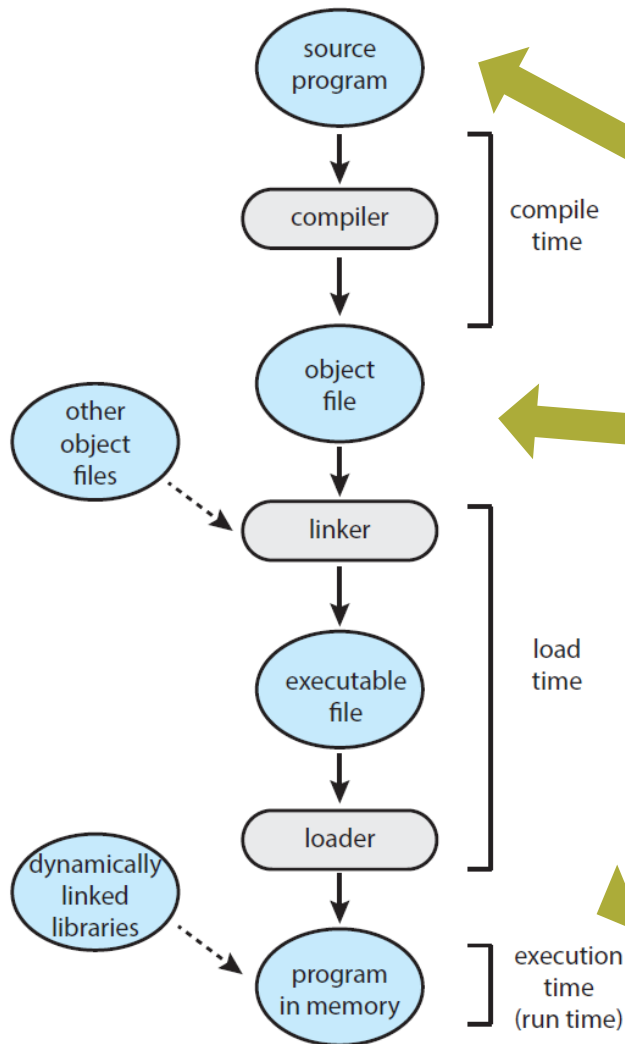 source
program
compiler
compile
time
object
file
other
object
files
linker
load
time
executable
file
loader
dynamically
linked
libraries
program
in memory
execution
time
(run time)